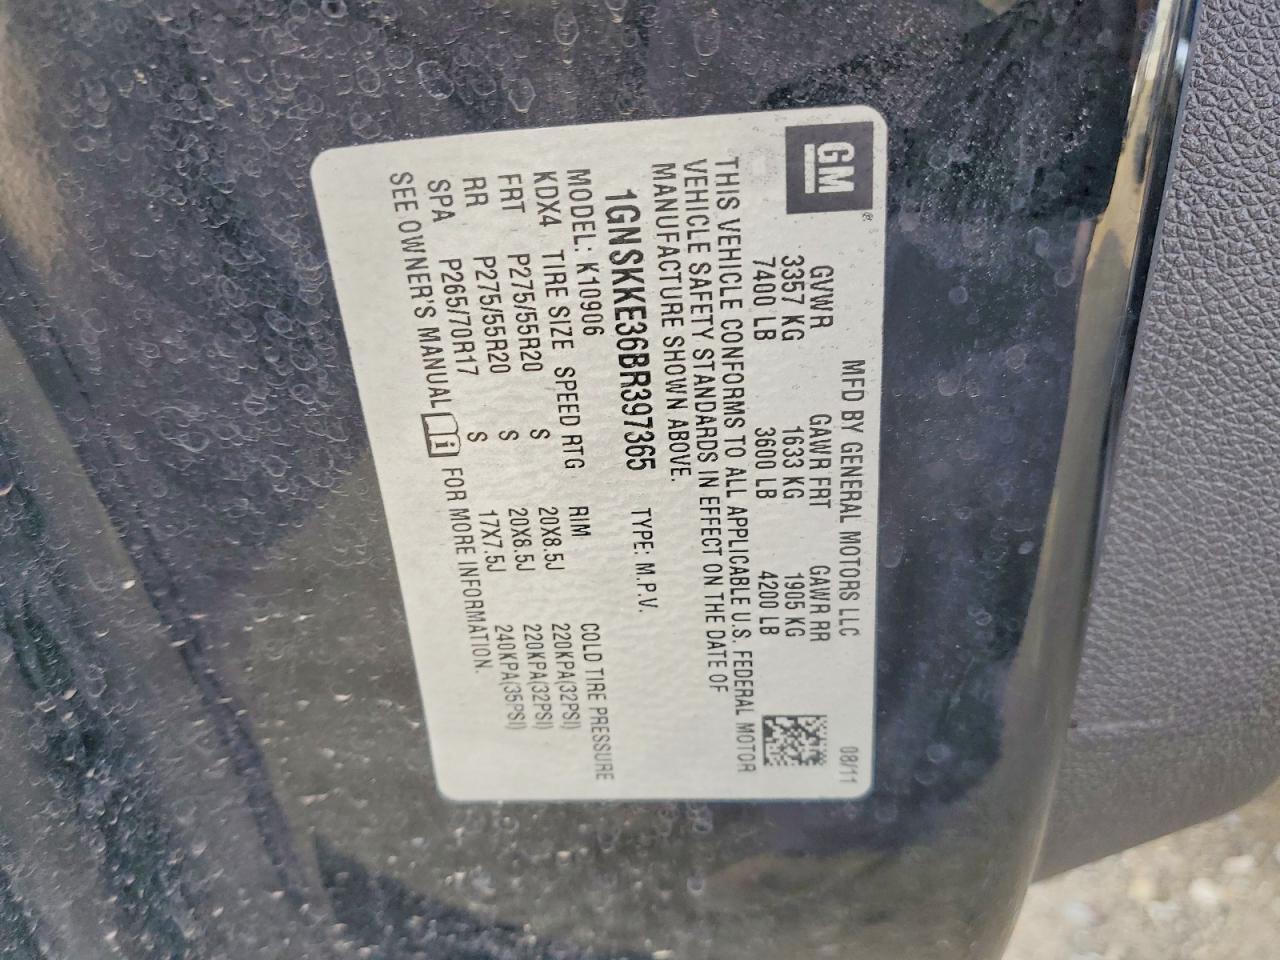 GM®
MFD BY GENERAL MOTORS LLC 08/11
GVWR GAWR FRT GAWR RR
3357 KG 1633 KG 1905 KG
7400 LB 3600 LB 4200 LB
THIS VEHICLE CONFORMS TO ALL APPLICABLE U.S. FEDERAL MOTOR
VEHICLE SAFETY STANDARDS IN EFFECT ON THE DATE OF
MANUFACTURE SHOWN ABOVE.
1GNSKKE36BR397365 TYPE: M.P.V.
MODEL: K10906
KDX4 TIRE SIZE SPEED RTG RIM COLD TIRE PRESSURE
FRT P275/55R20 S 20X8.5J 220KPA(32PSI)
RR P275/55R20 S 20X8.5J 220KPA(32PSI)
SPA P265/70R17 S 17X7.5J 240KPA(35PSI)
SEE OWNER'S MANUAL i FOR MORE INFORMATION.